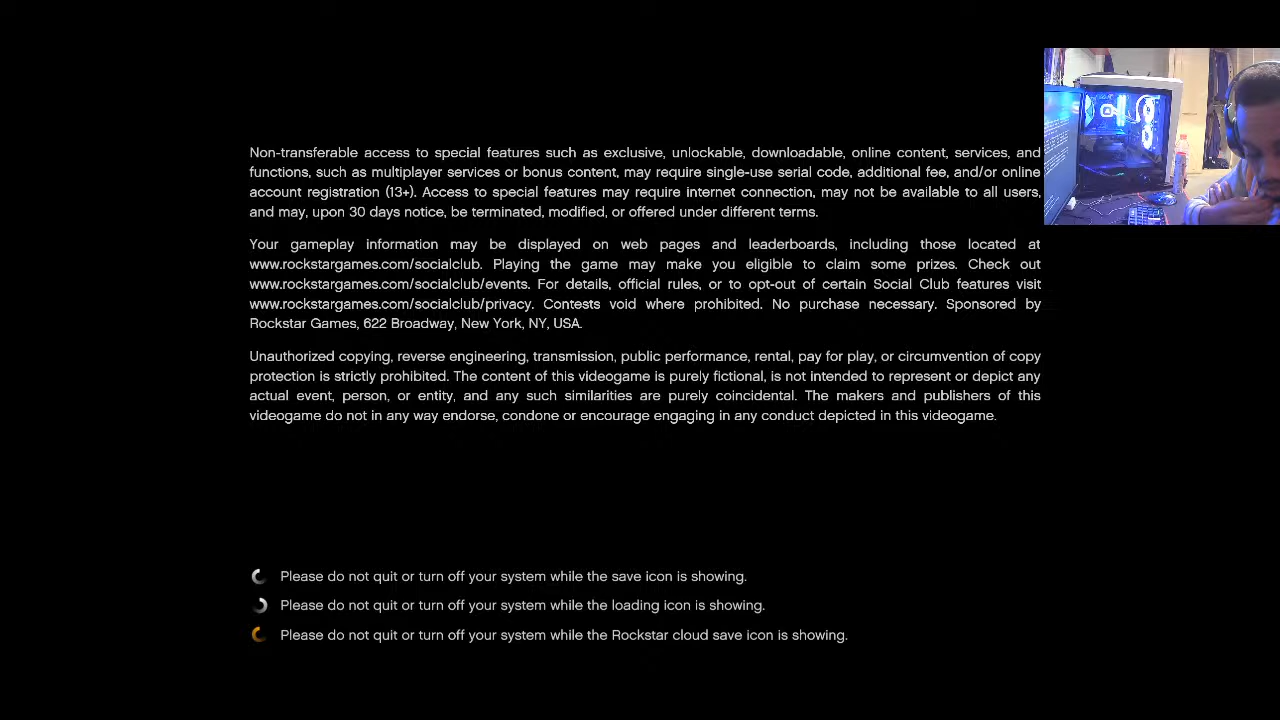 Non-transferable access to special features such as exclusive, unlockable, downloadable, online content, services, and
functions, such as multiplayer services or bonus content, may require single-use serial code, additional fee, and/or online
account registration (13+). Access to special features may require internet connection, may not be available to all users,
and may, upon 30 days notice, be terminated, modified, or offered under different terms.
Your gameplay information may be displayed on web pages and leaderboards, including those located at
www.rockstargames.com/socialclub. Playing the game may make you eligible to claim some prizes. Check out
www.rockstargames.com/socialclub/events. For details, official rules, or to opt-out of certain Social Club features visit
www.rockstargames.com/socialclub/privacy. Contests void where prohibited. No purchase necessary. Sponsored by
Rockstar Games, 622 Broadway, New York, NY, USA.
Unauthorized copying, reverse engineering, transmission, public performance, rental, pay for play, or circumvention of copy
protection is strictly prohibited. The content of this videogame is purely fictional, is not intended to represent or depict any
actual event, person, or entity, and any such similarities are purely coincidental. The makers and publishers of this
videogame do not in any way endorse, condone or encourage engaging in any conduct depicted in this videogame.
Please do not quit or turn off your system while the save icon is showing.
Please do not quit or turn off your system while the loading icon is showing.
Please do not quit or turn off your system while the Rockstar cloud save icon is showing.